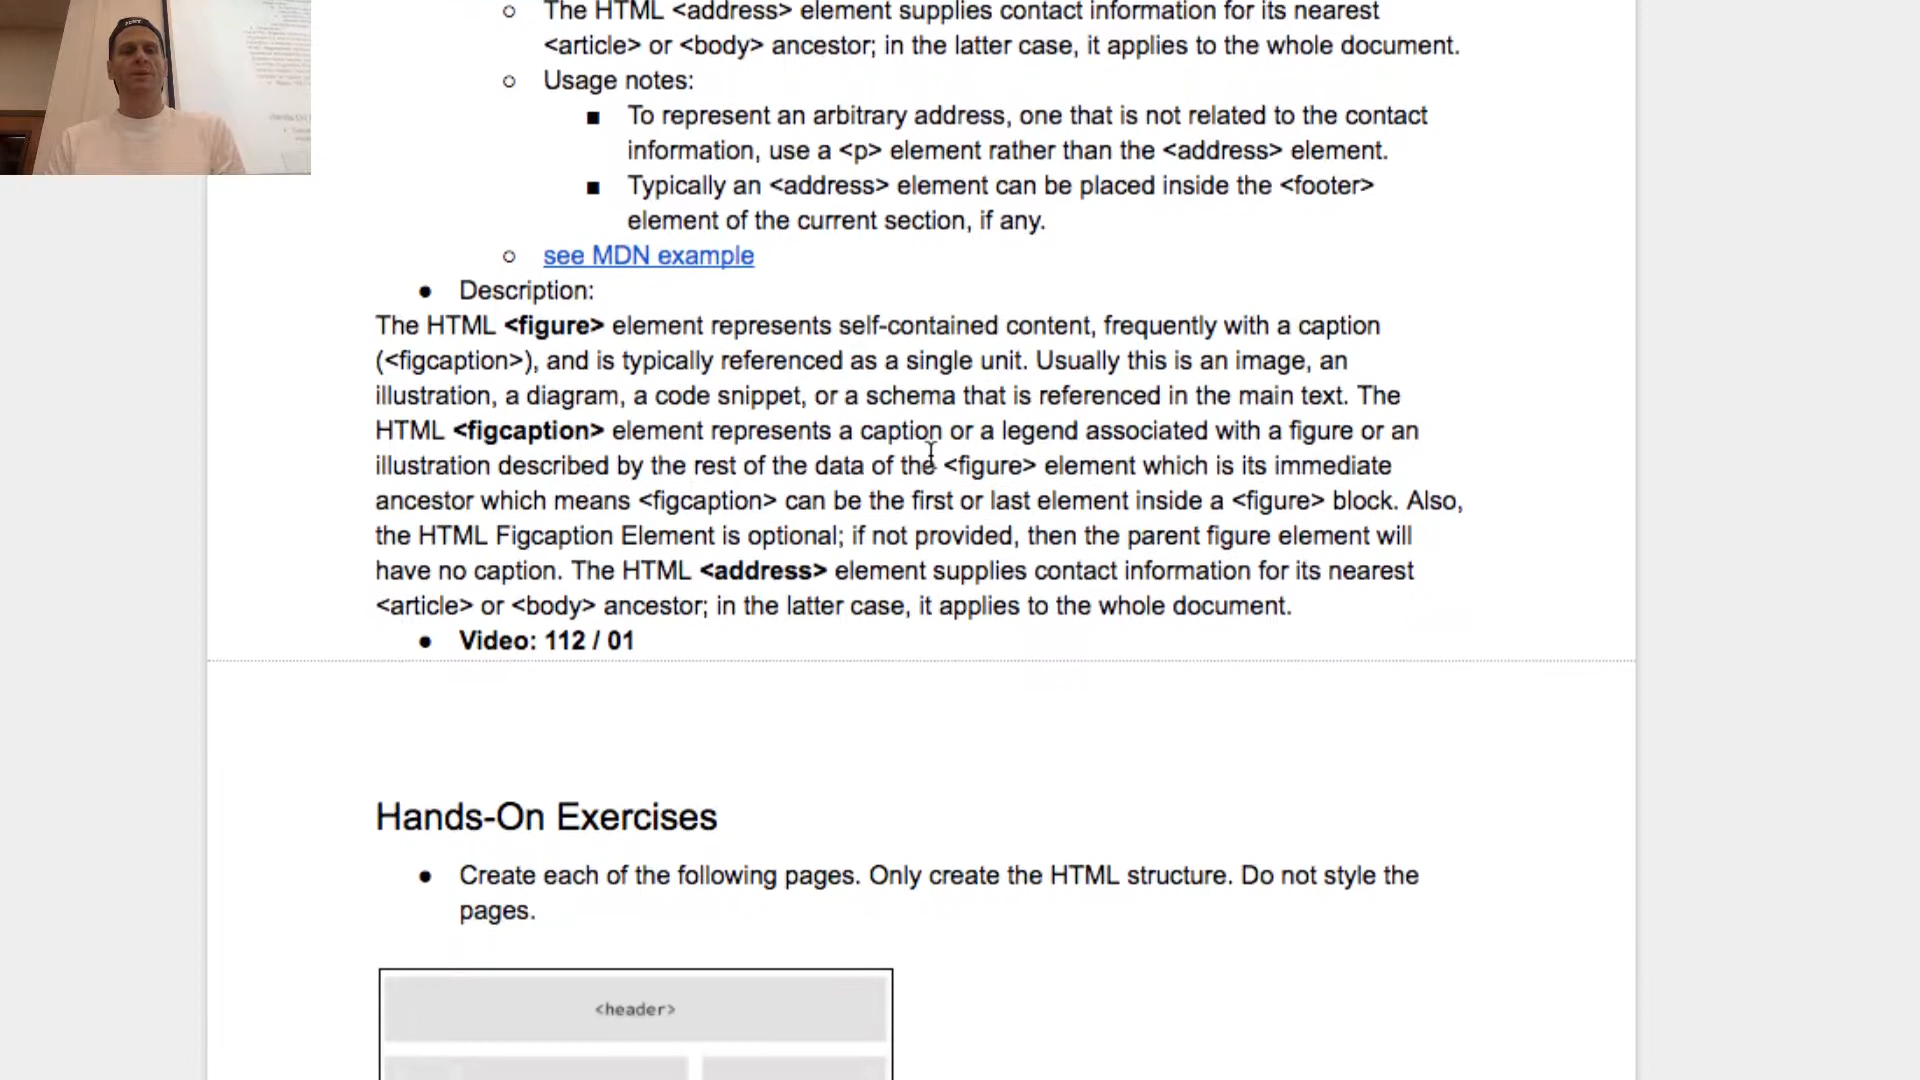 ○ The HTML <address> element supplies contact information for its nearest
<article> or <body> ancestor; in the latter case, it applies to the whole document.
○ Usage notes:
■ To represent an arbitrary address, one that is not related to the contact
information, use a <p> element rather than the <address> element.
■ Typically an <address> element can be placed inside the <footer>
element of the current section, if any.
○ see MDN example
● Description:
The HTML <figure> element represents self-contained content, frequently with a caption
(<figcaption>), and is typically referenced as a single unit. Usually this is an image, an
illustration, a diagram, a code snippet, or a schema that is referenced in the main text. The
HTML <figcaption> element represents a caption or a legend associated with a figure or an
illustration described by the rest of the data of the <figure> element which is its immediate
ancestor which means <figcaption> can be the first or last element inside a <figure> block. Also,
the HTML Figcaption Element is optional; if not provided, then the parent figure element will
have no caption. The HTML <address> element supplies contact information for its nearest
<article> or <body> ancestor; in the latter case, it applies to the whole document.
● Video: 112 / 01
Hands-On Exercises
● Create each of the following pages. Only create the HTML structure. Do not style the
pages.
<header>